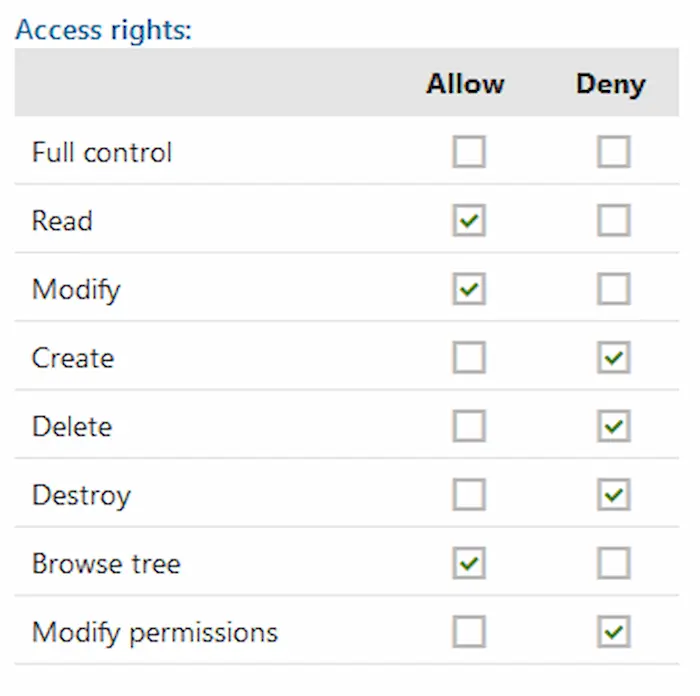 Access rights:
Allow Deny
Full control
Read
Modify
Create
Delete
Destroy
Browse tree
Modify permissions